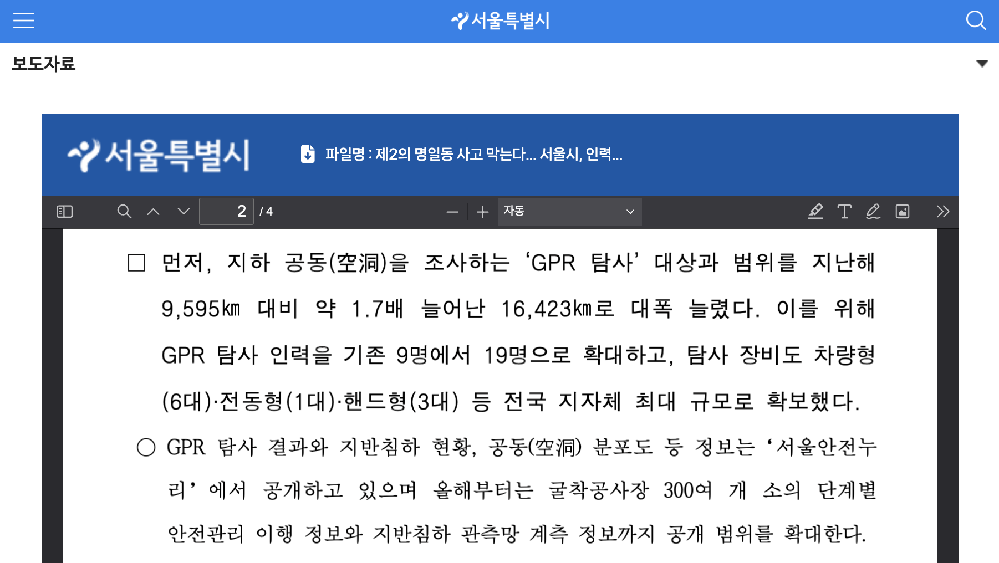 서울특별시
보도자료
서울특별시
파일명 : 제2의 명일동 사고 막는다... 서울시, 인력...
2 / 4
자동
□ 먼저, 지하 공동(空洞)을 조사하는 ‘GPR 탐사’ 대상과 범위를 지난해
9,595㎞ 대비 약 1.7배 늘어난 16,423㎞로 대폭 늘렸다. 이를 위해
GPR 탐사 인력을 기존 9명에서 19명으로 확대하고, 탐사 장비도 차량형
(6대)·전동형(1대)·핸드형(3대) 등 전국 지자체 최대 규모로 확보했다.
○ GPR 탐사 결과와 지반침하 현황, 공동(空洞) 분포도 등 정보는 ‘서울안전누
리’에서 공개하고 있으며 올해부터는 굴착공사장 300여 개 소의 단계별
안전관리 이행 정보와 지반침하 관측망 계측 정보까지 공개 범위를 확대한다.